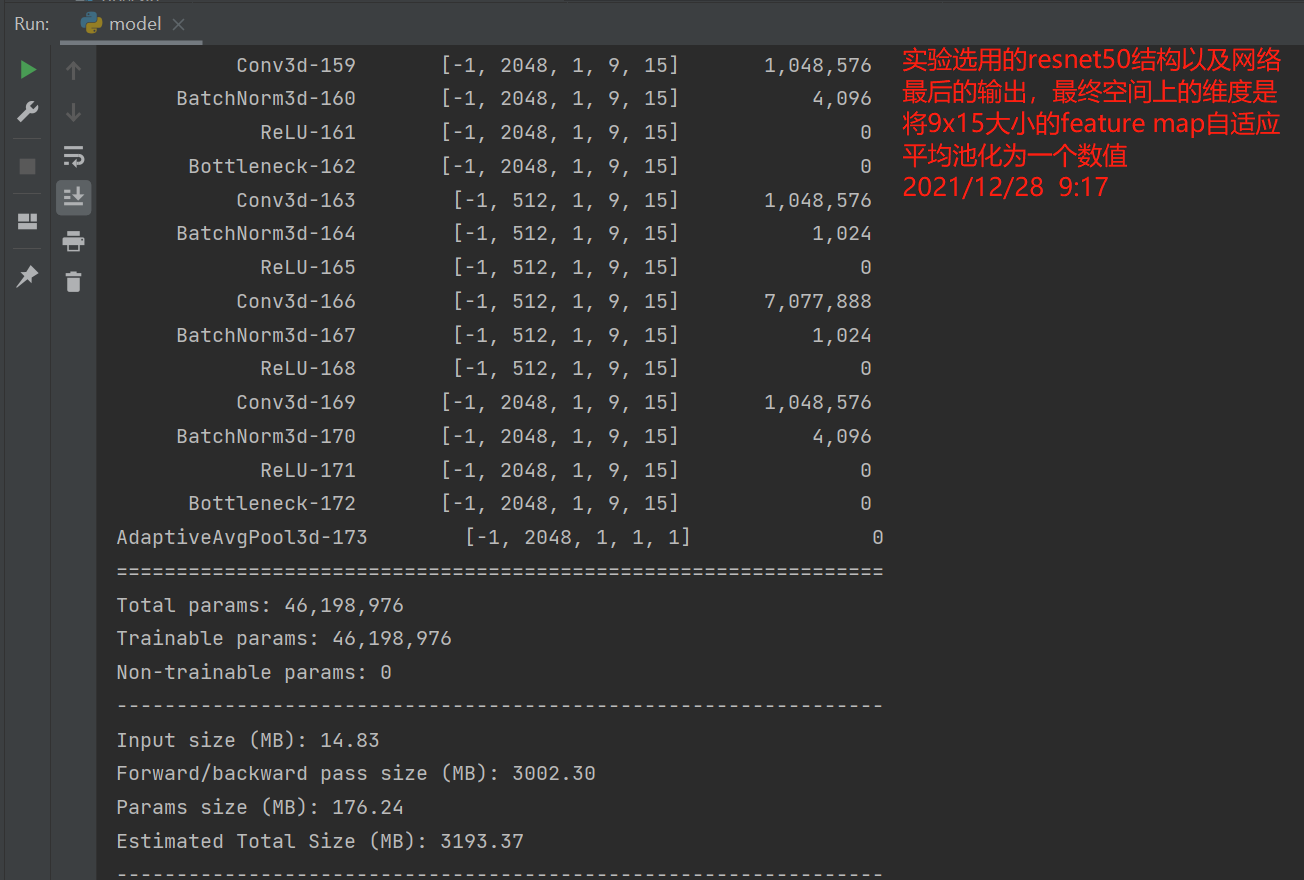 Run:
model
Conv3d-159 [-1, 2048, 1, 9, 15] 1,048,576
BatchNorm3d-160 [-1, 2048, 1, 9, 15] 4,096
ReLU-161 [-1, 2048, 1, 9, 15] 0
Bottleneck-162 [-1, 2048, 1, 9, 15] 0
Conv3d-163 [-1, 512, 1, 9, 15] 1,048,576
BatchNorm3d-164 [-1, 512, 1, 9, 15] 1,024
ReLU-165 [-1, 512, 1, 9, 15] 0
Conv3d-166 [-1, 512, 1, 9, 15] 7,077,888
BatchNorm3d-167 [-1, 512, 1, 9, 15] 1,024
ReLU-168 [-1, 512, 1, 9, 15] 0
Conv3d-169 [-1, 2048, 1, 9, 15] 1,048,576
BatchNorm3d-170 [-1, 2048, 1, 9, 15] 4,096
ReLU-171 [-1, 2048, 1, 9, 15] 0
Bottleneck-172 [-1, 2048, 1, 9, 15] 0
AdaptiveAvgPool3d-173 [-1, 2048, 1, 1, 1] 0
================================================================
Total params: 46,198,976
Trainable params: 46,198,976
Non-trainable params: 0
----------------------------------------------------------------
Input size (MB): 14.83
Forward/backward pass size (MB): 3002.30
Params size (MB): 176.24
Estimated Total Size (MB): 3193.37
----------------------------------------------------------------
实验选用的resnet50结构以及网络
最后的输出，最终空间上的维度是
将9x15大小的feature map自适应
平均池化为一个数值
2021/12/28 9:17